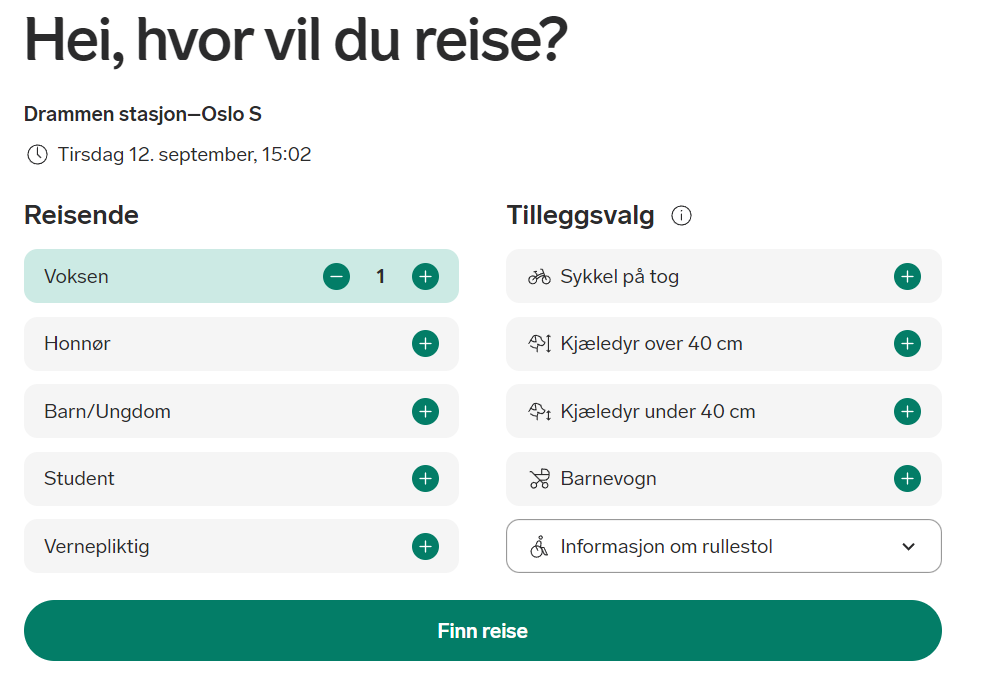 Hei, hvor vil du reise?
Drammen stasjon–Oslo S
Tirsdag 12. september, 15:02
Reisende
Voksen 1
Honnør
Barn/Ungdom
Student
Vernepliktig
Tilleggsvalg
Sykkel på tog
Kjæledyr over 40 cm
Kjæledyr under 40 cm
Barnevogn
Informasjon om rullestol
Finn reise